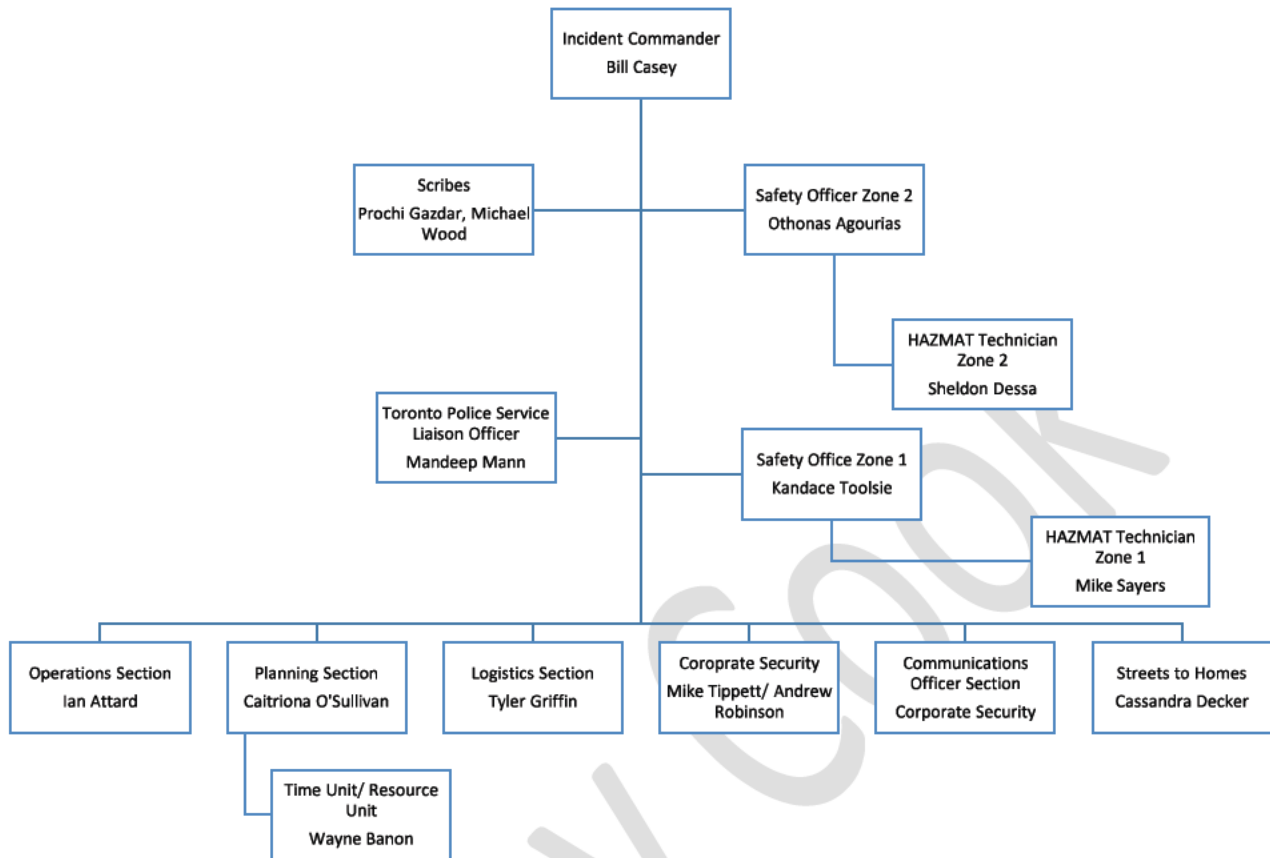 Incident Commander
Bill Casey
Scribes
Prochi Gazdar, Michael
Wood
Safety Officer Zone 2
Othonas Agourias
HAZMAT Technician
Zone 2
Sheldon Dessa
Toronto Police Service
Liaison Officer
Mandeep Mann
Safety Office Zone 1
Kandace Toolsie
HAZMAT Technician
Zone 1
Mike Sayers
Operations Section
Ian Attard
Planning Section
Caitriona O'Sullivan
Logistics Section
Tyler Griffin
Coroprate Security
Mike Tippett/ Andrew
Robinson
Communications
Officer Section
Corporate Security
Streets to Homes
Cassandra Decker
Time Unit/ Resource
Unit
Wayne Banon
Cook